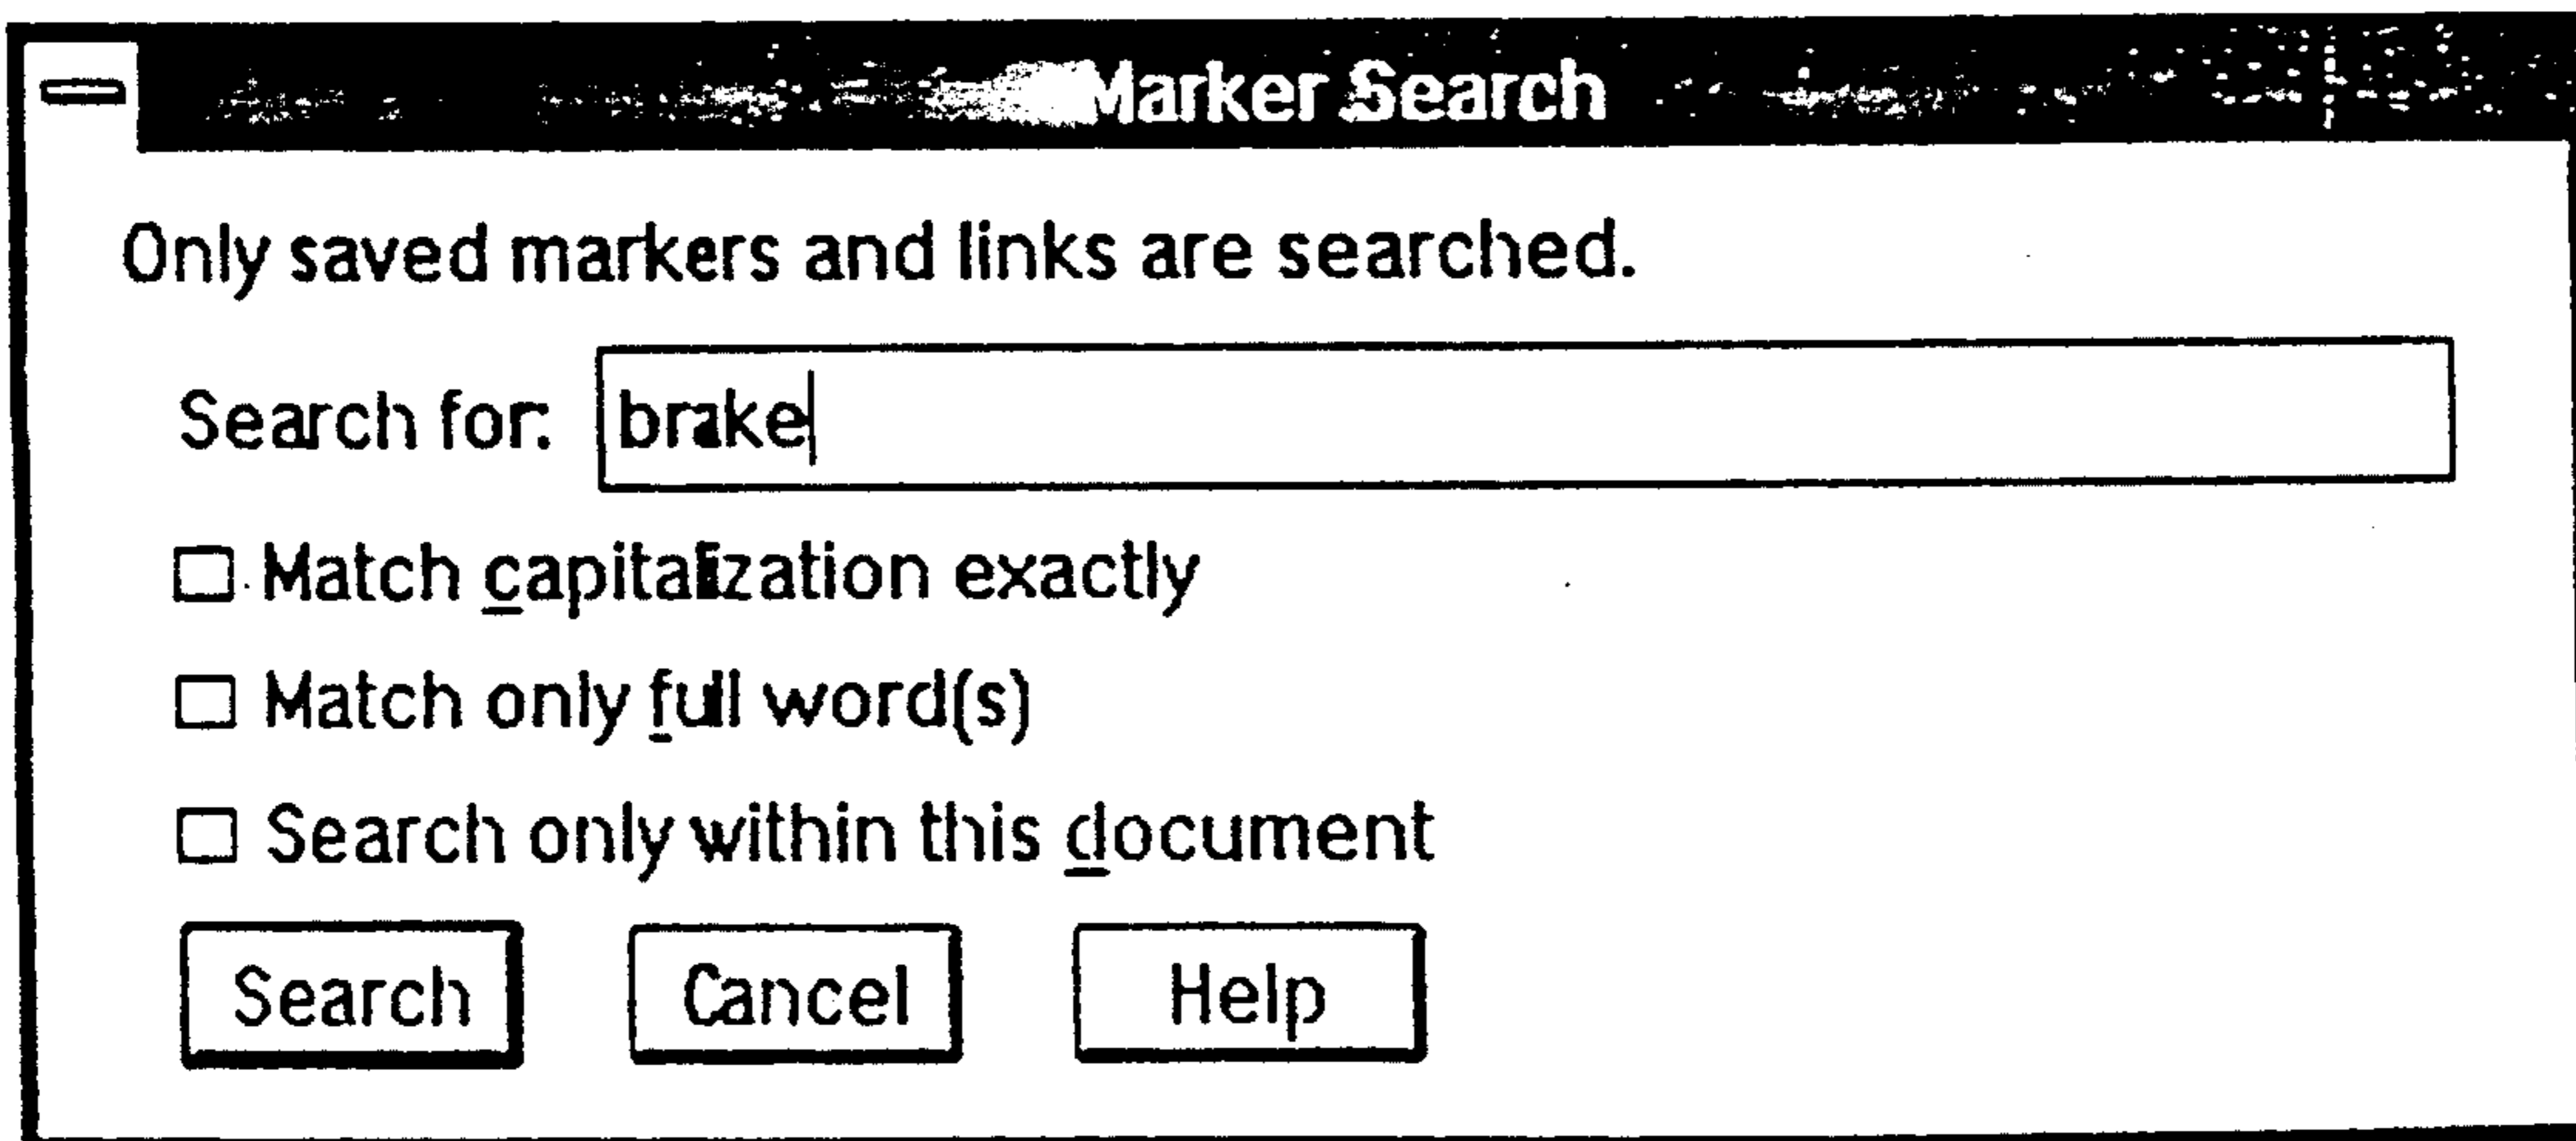 Marker Search
Only saved markers and links are searched.
Search for: brake
Match capitalization exactly
Match only full word(s)
Search only within this document
Search Cancel Help